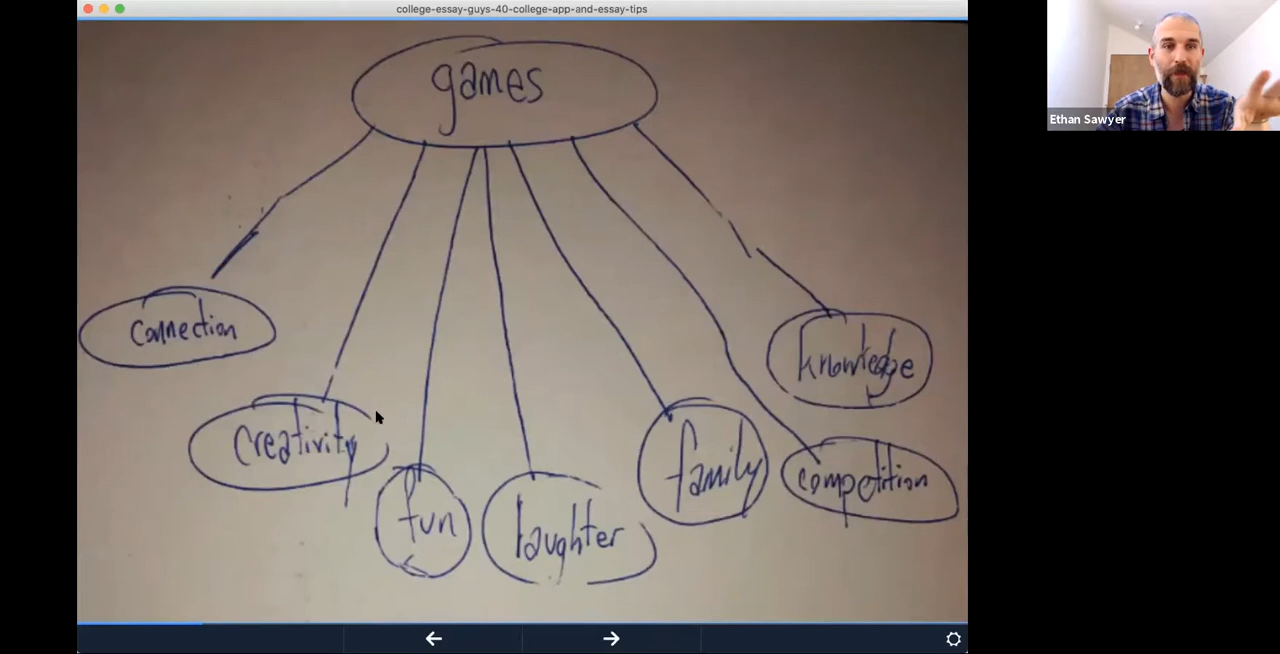 college-essay-guys-40-college-app-and-essay-tips
Ethan Sawyer
games
connection
creativity
fun
laughter
family
competition
knowledge